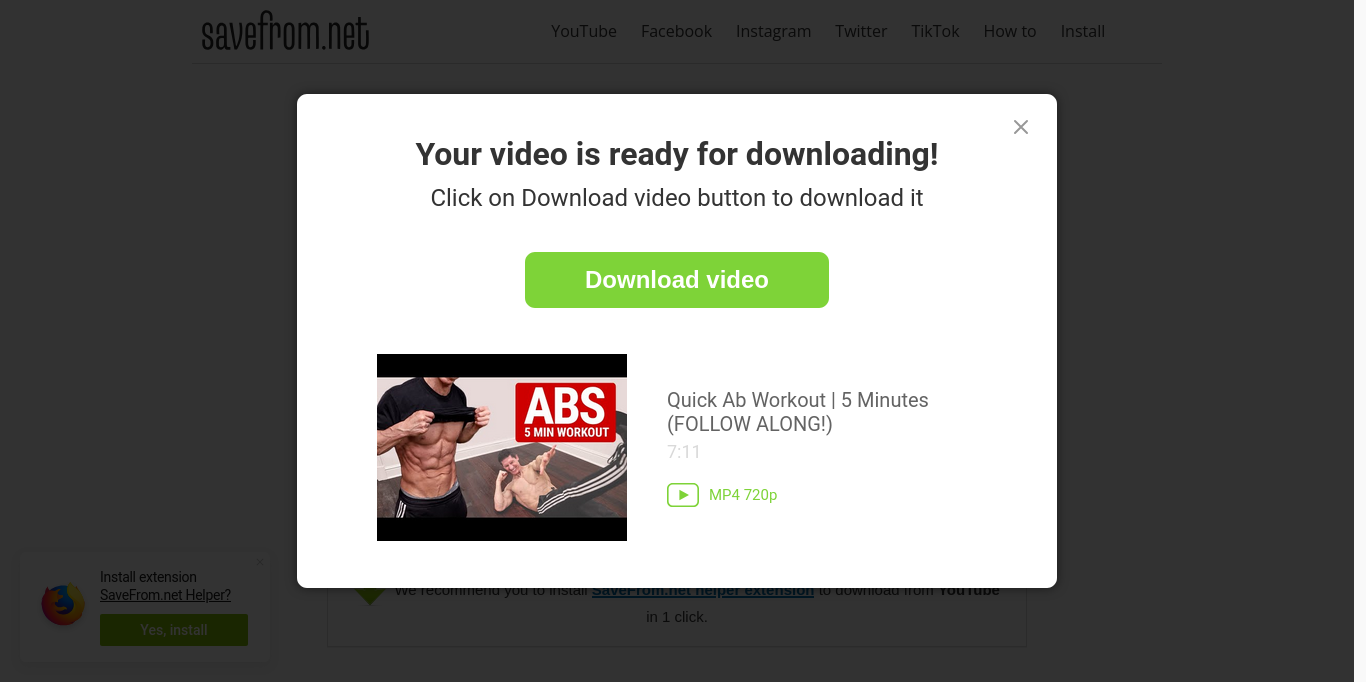 savefrom.net
YouTube Facebook Instagram Twitter TikTok How to Install
Your video is ready for downloading!
Click on Download video button to download it
Download video
ABS
5 MIN WORKOUT
Quick Ab Workout | 5 Minutes
(FOLLOW ALONG!)
7:11
MP4 720p
Install extension
SaveFrom.net Helper?
Yes, install
We recommend you to install SaveFrom.net helper extension to download from YouTube
in 1 click.